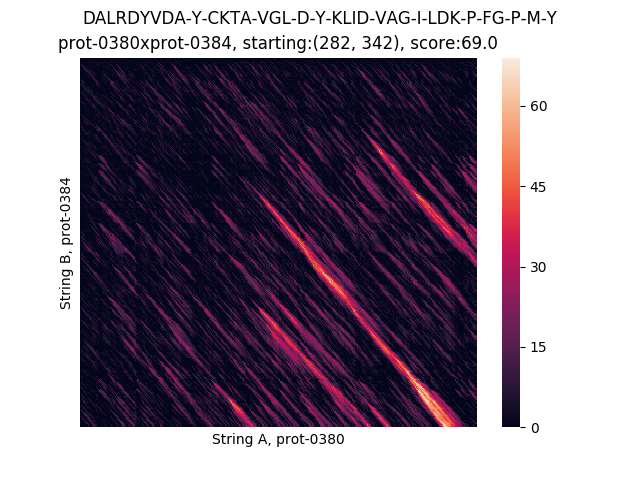 DALRDYVDA-Y-CKTA-VGL-D-Y-KLID-VAG-I-LDK-P-FG-P-M-Y
prot-0380xprot-0384, starting:(282, 342), score:69.0
60
45
30
15
0
String B, prot-0384
String A, prot-0380